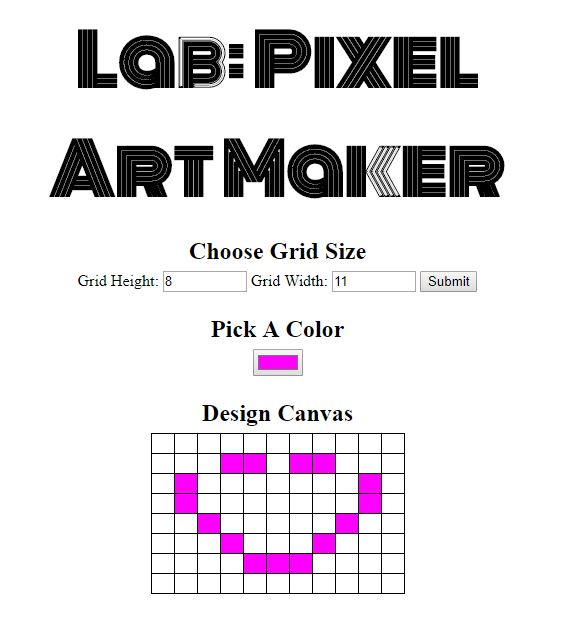 Lab: Pixel
Art Maker
Choose Grid Size
Grid Height: 8 Grid Width: 11 Submit
Pick A Color
Design Canvas